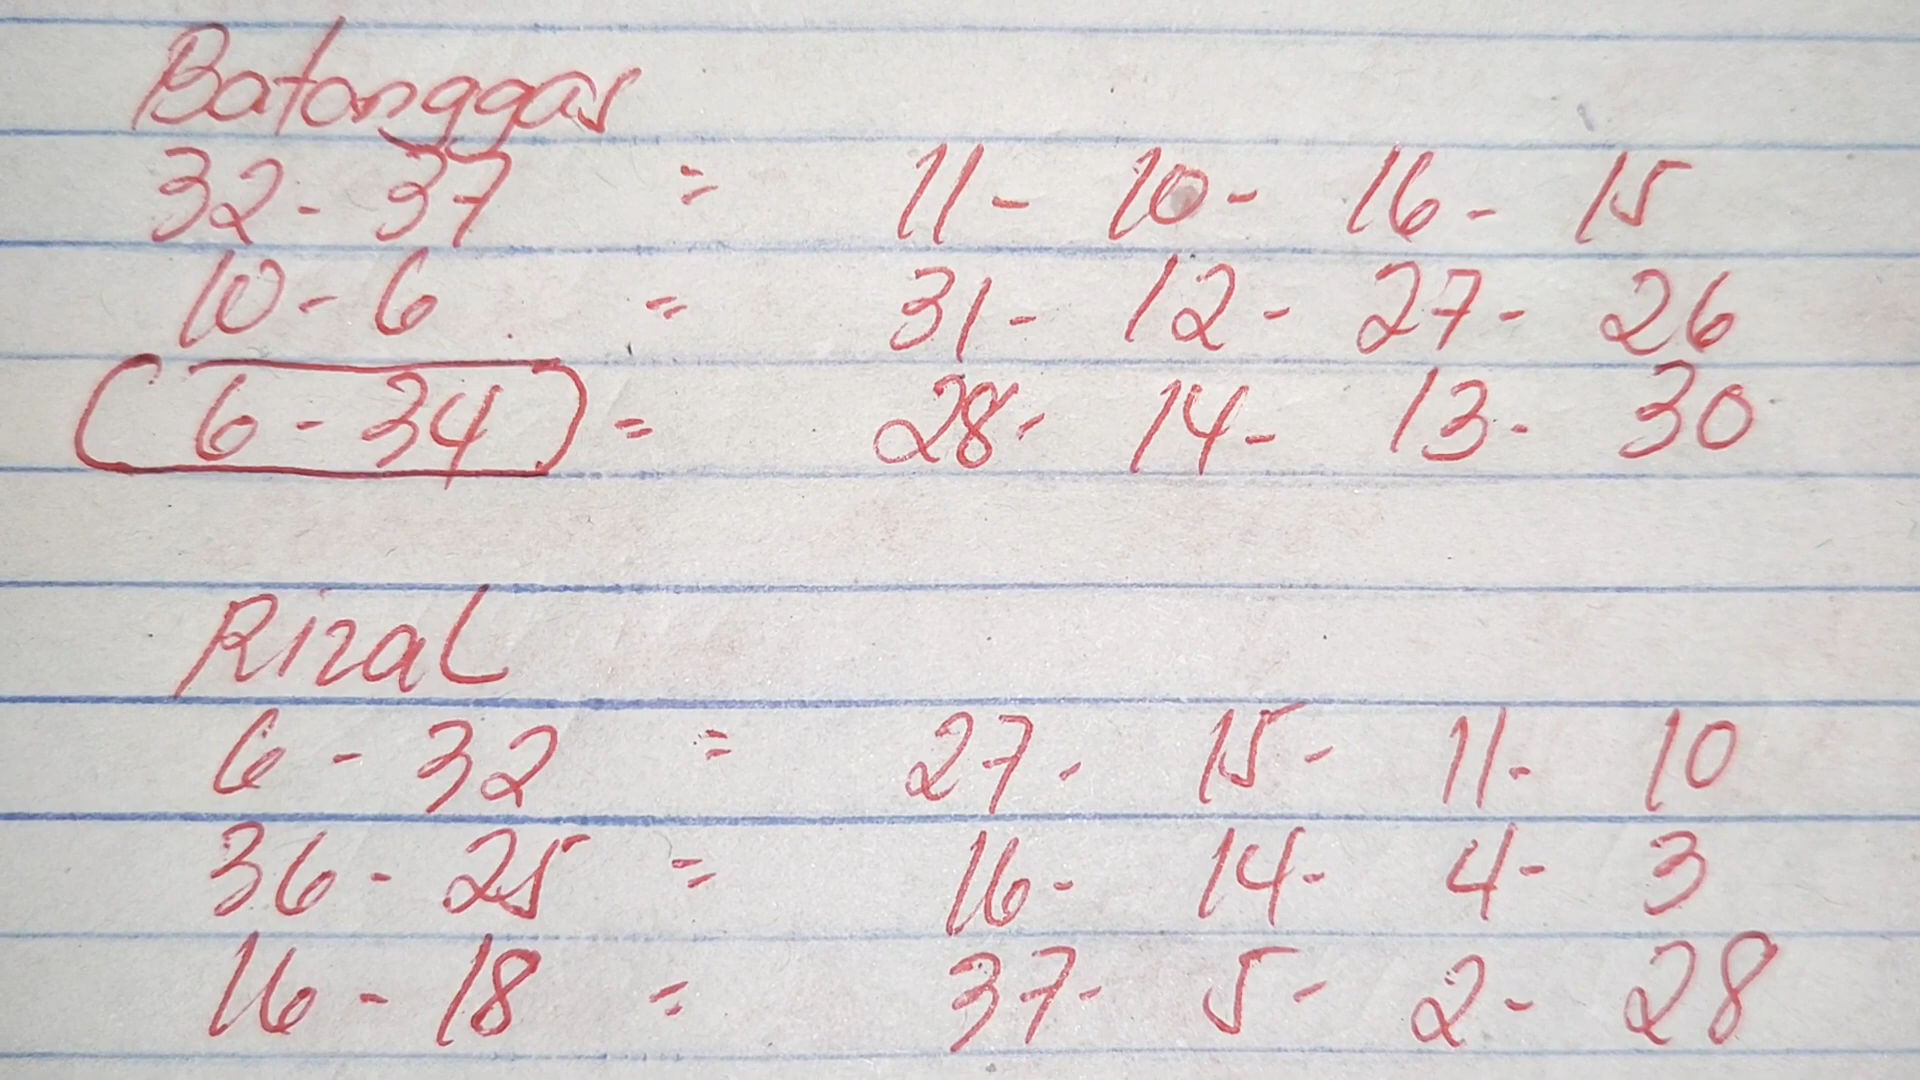 Batanggas
32 - 37 = 11 - 10 - 16 - 15
10 - 6 = 31 - 12 - 27 - 26
(6 - 34) = 28 - 14 - 13 - 30
Rizal
6 - 32 = 27 - 15 - 11 - 10
36 - 25 = 16 - 14 - 4 - 3
16 - 18 = 37 - 5 - 2 - 28